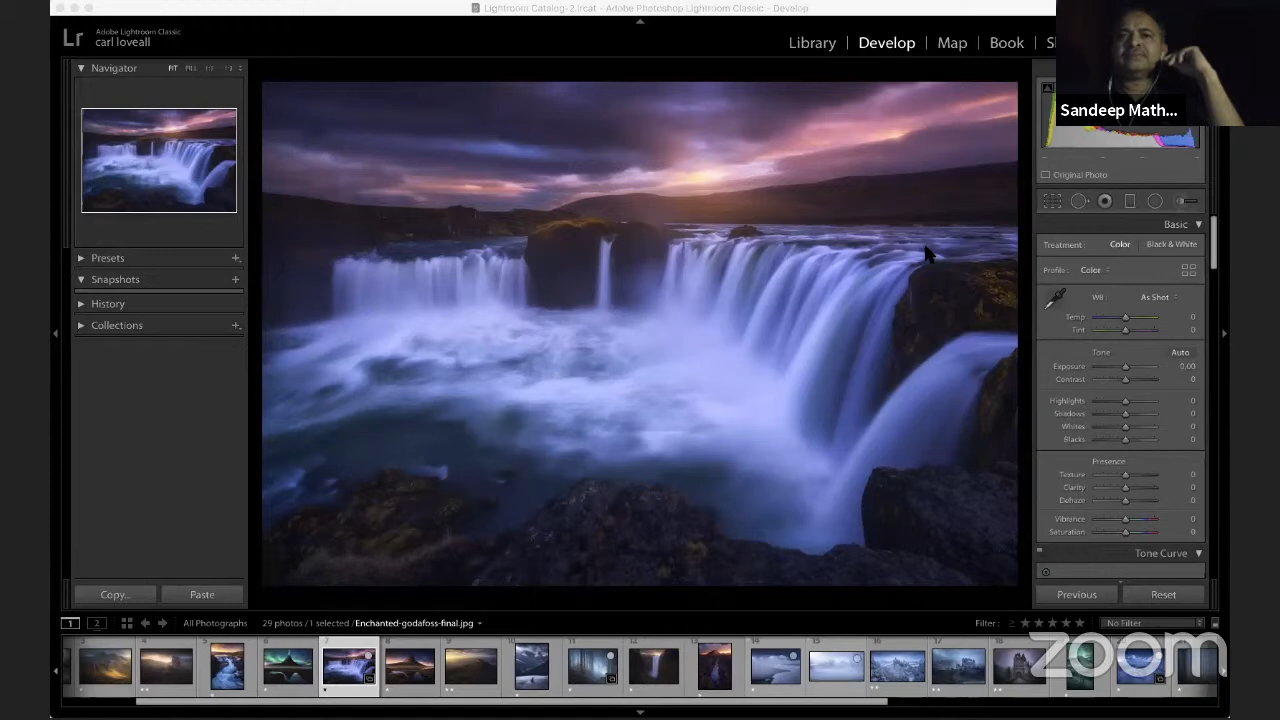 Lightroom Catalog-2.lrcat - Adobe Photoshop Lightroom Classic - Develop
Lr
Adobe Lightroom Classic
carl loveall
Library
Develop
Map
Book
Sandeep Math...
Navigator
FIT
Original Photo
Basic
Treatment:
Color
Black & White
Profile:
Color
As Shot
Temp
0
Tint
0
Tone
Auto
Exposure
0.00
Contrast
0
Highlights
0
Shadows
0
Whites
0
Blacks
0
Presence
Texture
0
Clarity
0
Dehaze
0
Vibrance
0
Saturation
0
Tone Curve
Presets
Snapshots
History
Collections
Copy...
Paste
Previous
Reset
1
2
All Photographs
29 photos / 1 selected / Enchanted-godafoss-final.jpg
Filter:
No Filter
zoom